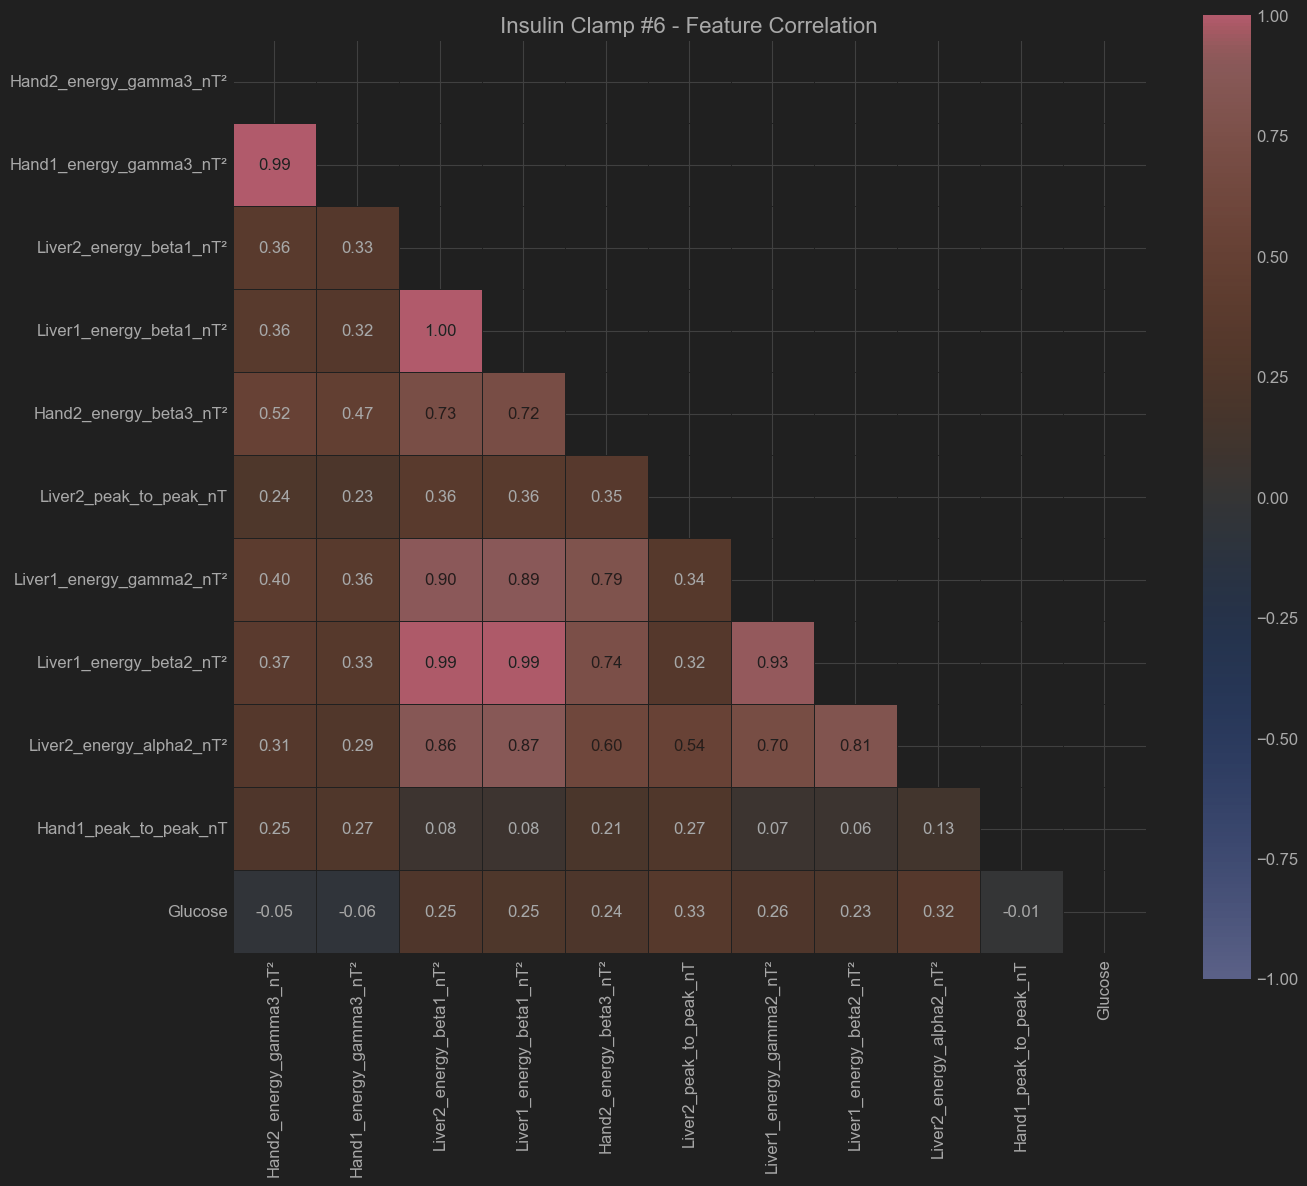 Insulin Clamp #6 - Feature Correlation
Hand2_energy_gamma3_nT²
Hand1_energy_gamma3_nT² 0.99
Liver2_energy_beta1_nT² 0.36 0.33
Liver1_energy_beta1_nT² 0.36 0.32 1.00
Hand2_energy_beta3_nT² 0.52 0.47 0.73 0.72
Liver2_peak_to_peak_nT 0.24 0.23 0.36 0.36 0.35
Liver1_energy_gamma2_nT² 0.40 0.36 0.90 0.89 0.79 0.34
Liver1_energy_beta2_nT² 0.37 0.33 0.99 0.99 0.74 0.32 0.93
Liver2_energy_alpha2_nT² 0.31 0.29 0.86 0.87 0.60 0.54 0.70 0.81
Hand1_peak_to_peak_nT 0.25 0.27 0.08 0.08 0.21 0.27 0.07 0.06 0.13
Glucose -0.05 -0.06 0.25 0.25 0.24 0.33 0.26 0.23 0.32 -0.01
Hand2_energy_gamma3_nT²
Hand1_energy_gamma3_nT²
Liver2_energy_beta1_nT²
Liver1_energy_beta1_nT²
Hand2_energy_beta3_nT²
Liver2_peak_to_peak_nT
Liver1_energy_gamma2_nT²
Liver1_energy_beta2_nT²
Liver2_energy_alpha2_nT²
Hand1_peak_to_peak_nT
Glucose
1.00
0.75
0.50
0.25
0.00
−0.25
−0.50
−0.75
−1.00